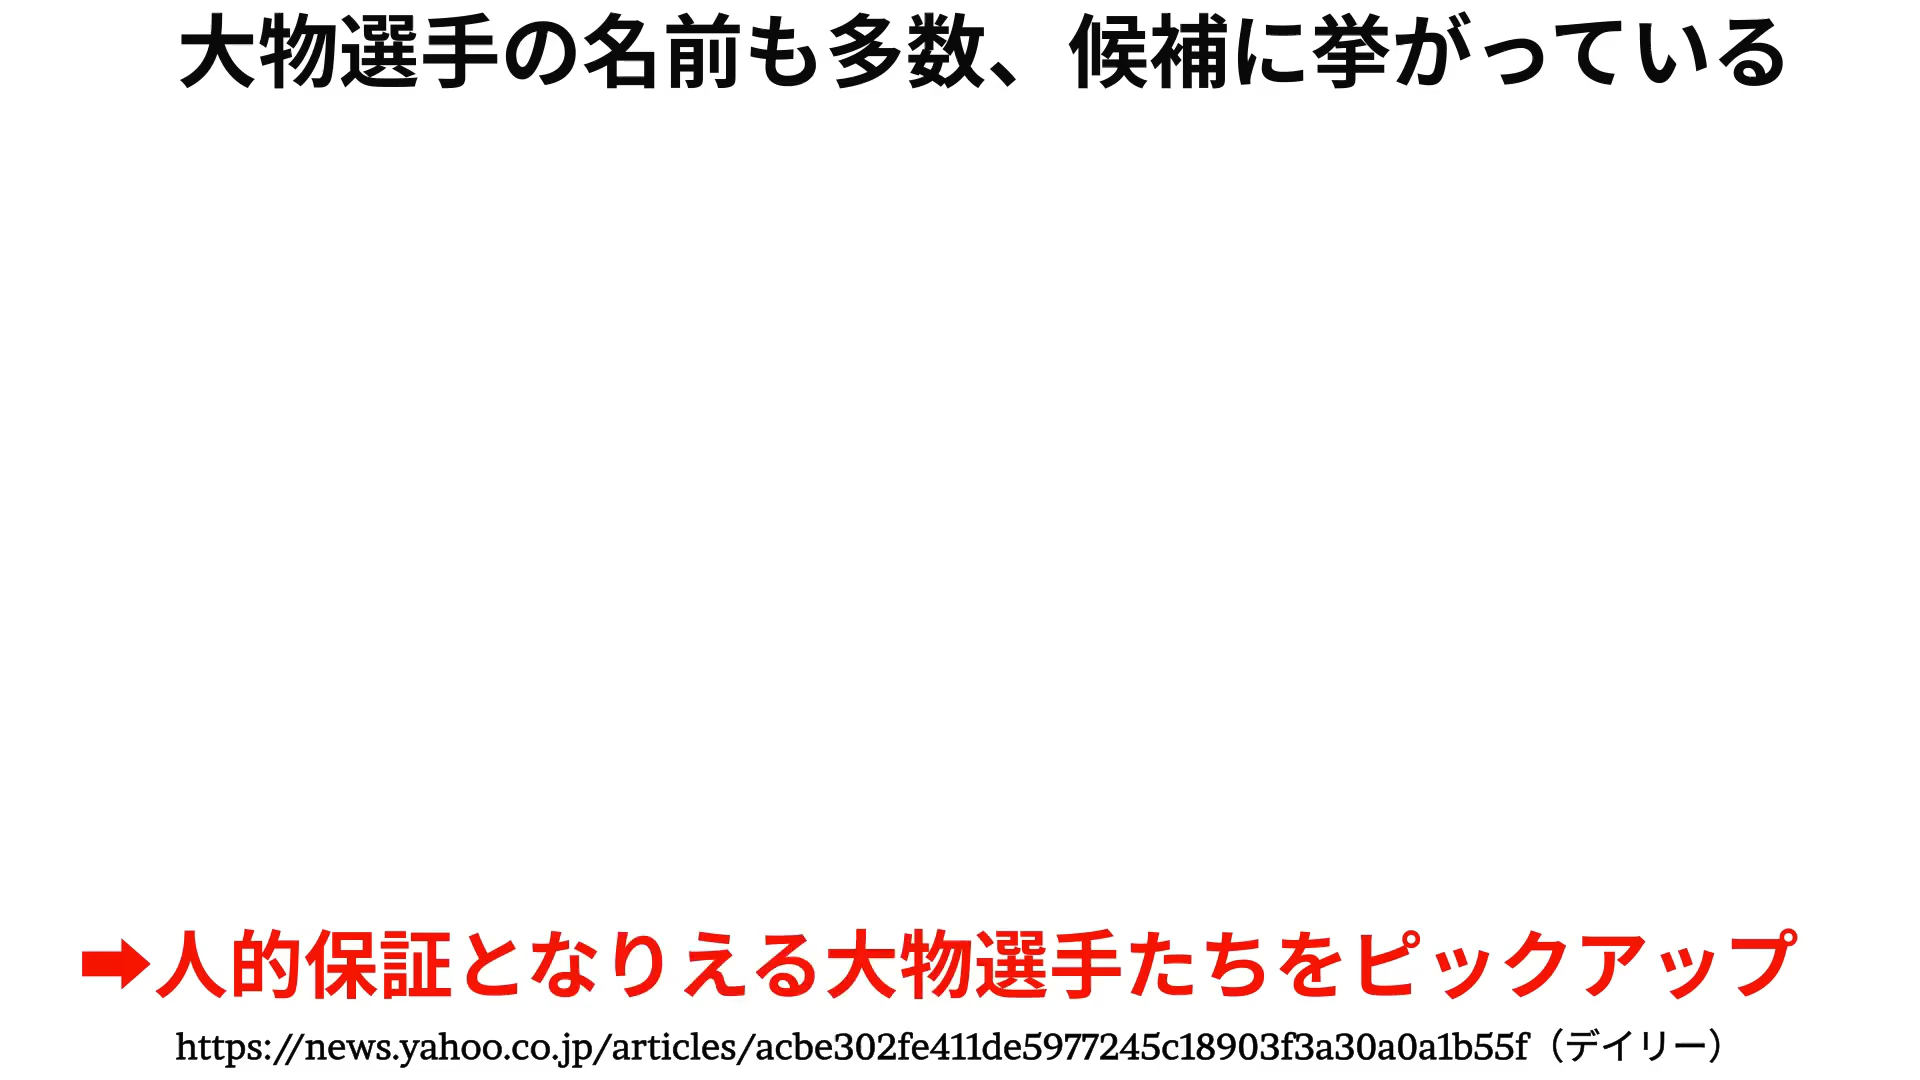 大物選手の名前も多数、候補に挙がっている
➡人的保証となりえる大物選手たちをピックアップ
https://news.yahoo.co.jp/articles/acbe302fe411de5977245c18903f3a30a0a1b55f（デイリー）